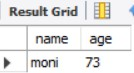 Result Grid
name age
moni 73